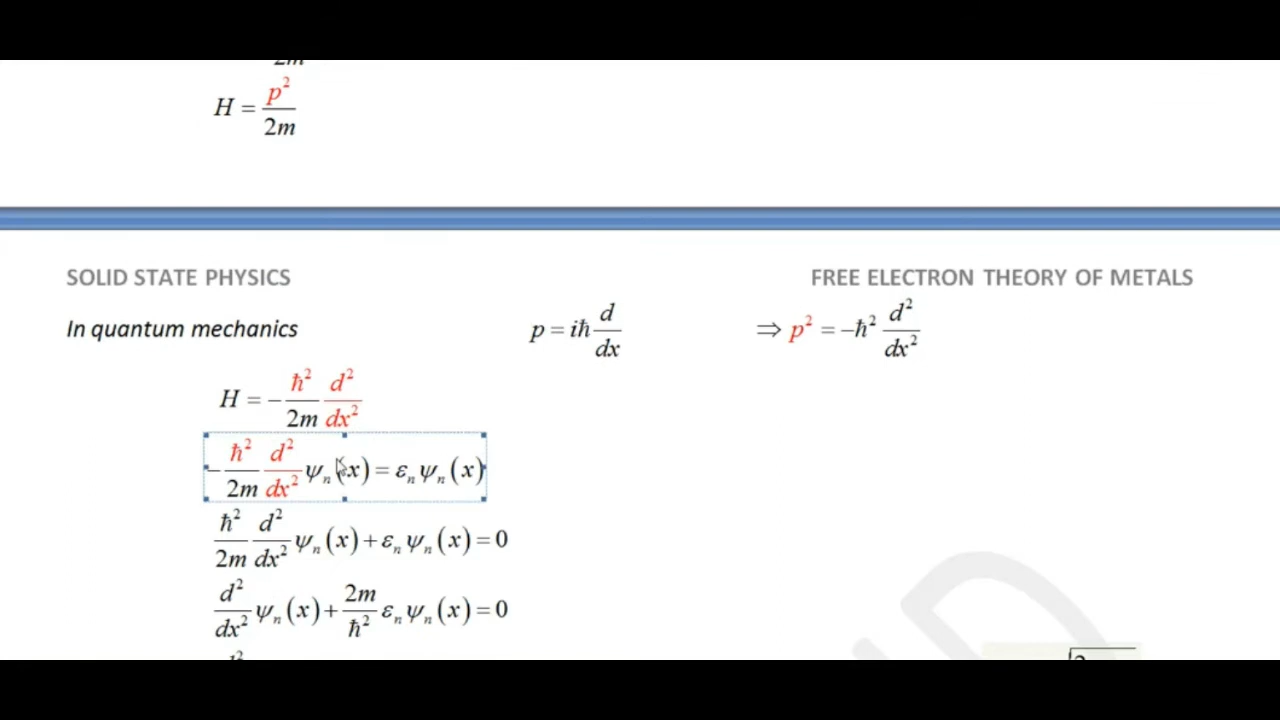 H = p²/2m
SOLID STATE PHYSICS FREE ELECTRON THEORY OF METALS
In quantum mechanics p = iħ d/dx ⇒ p² = −ħ² d²/dx²
H = − ħ²/2m d²/dx²
− ħ²/2m d²/dx² ψₙ(x) = εₙψₙ(x)
ħ²/2m d²/dx² ψₙ(x) + εₙψₙ(x) = 0
d²/dx² ψₙ(x) + 2m/ħ² εₙψₙ(x) = 0